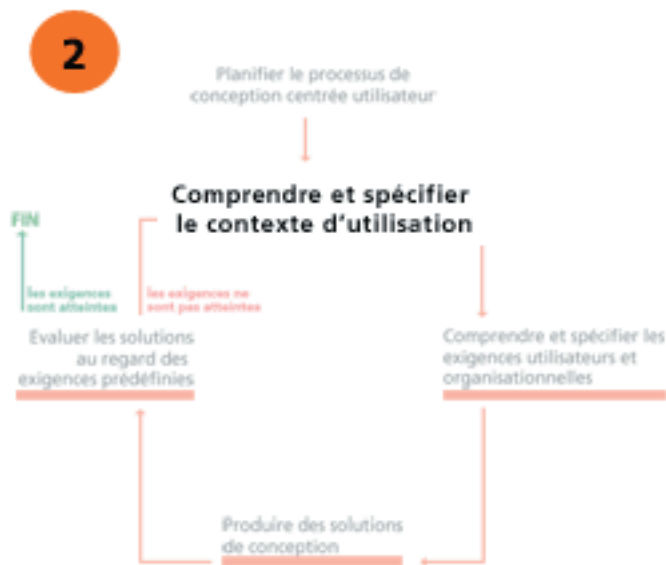 2
Planifier le processus de
conception centrée utilisateur
Comprendre et spécifier
le contexte d'utilisation
FIN
les exigences
sont atteintes
les exigences ne
sont pas atteintes
Evaluer les solutions
au regard des
exigences prédéfinies
Comprendre et spécifier les
exigences utilisateurs et
organisationnelles
Produire des solutions
de conception